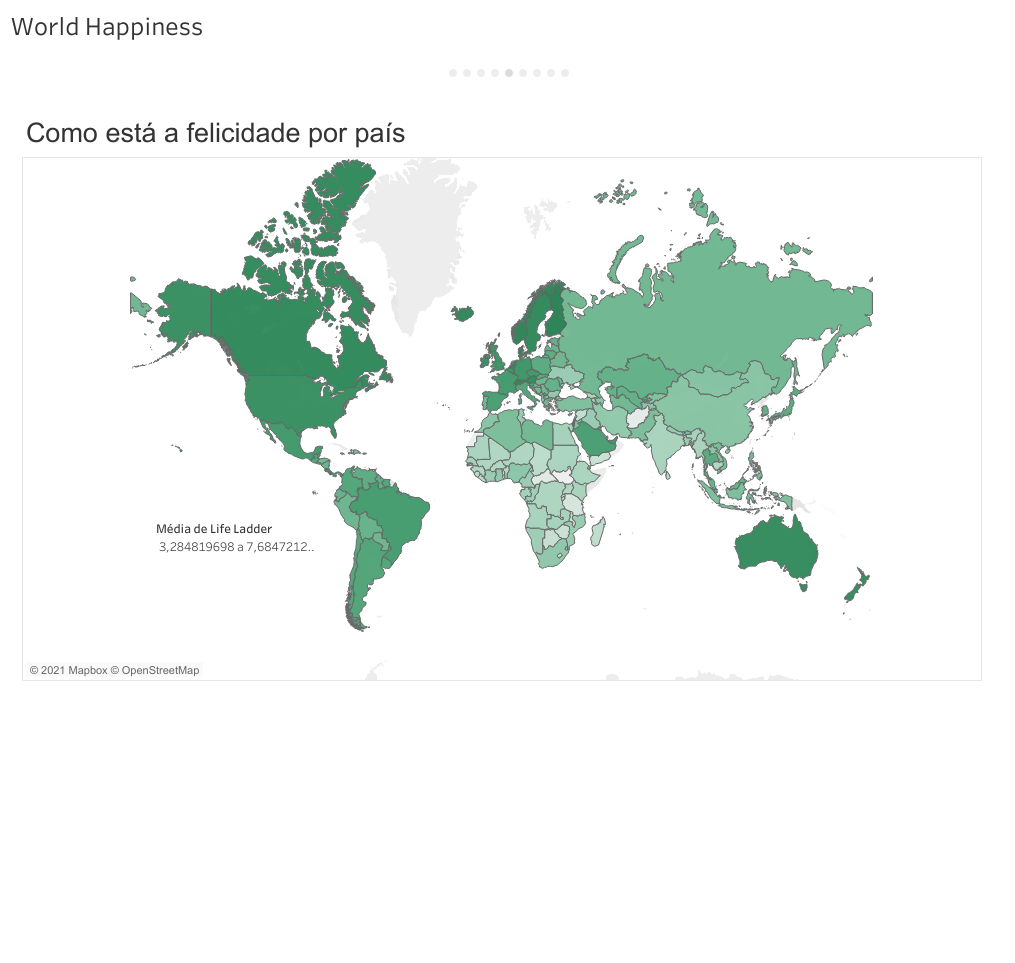 World Happiness
Como está a felicidade por país
Média de Life Ladder
3,284819698 a 7,6847212..
© 2021 Mapbox © OpenStreetMap